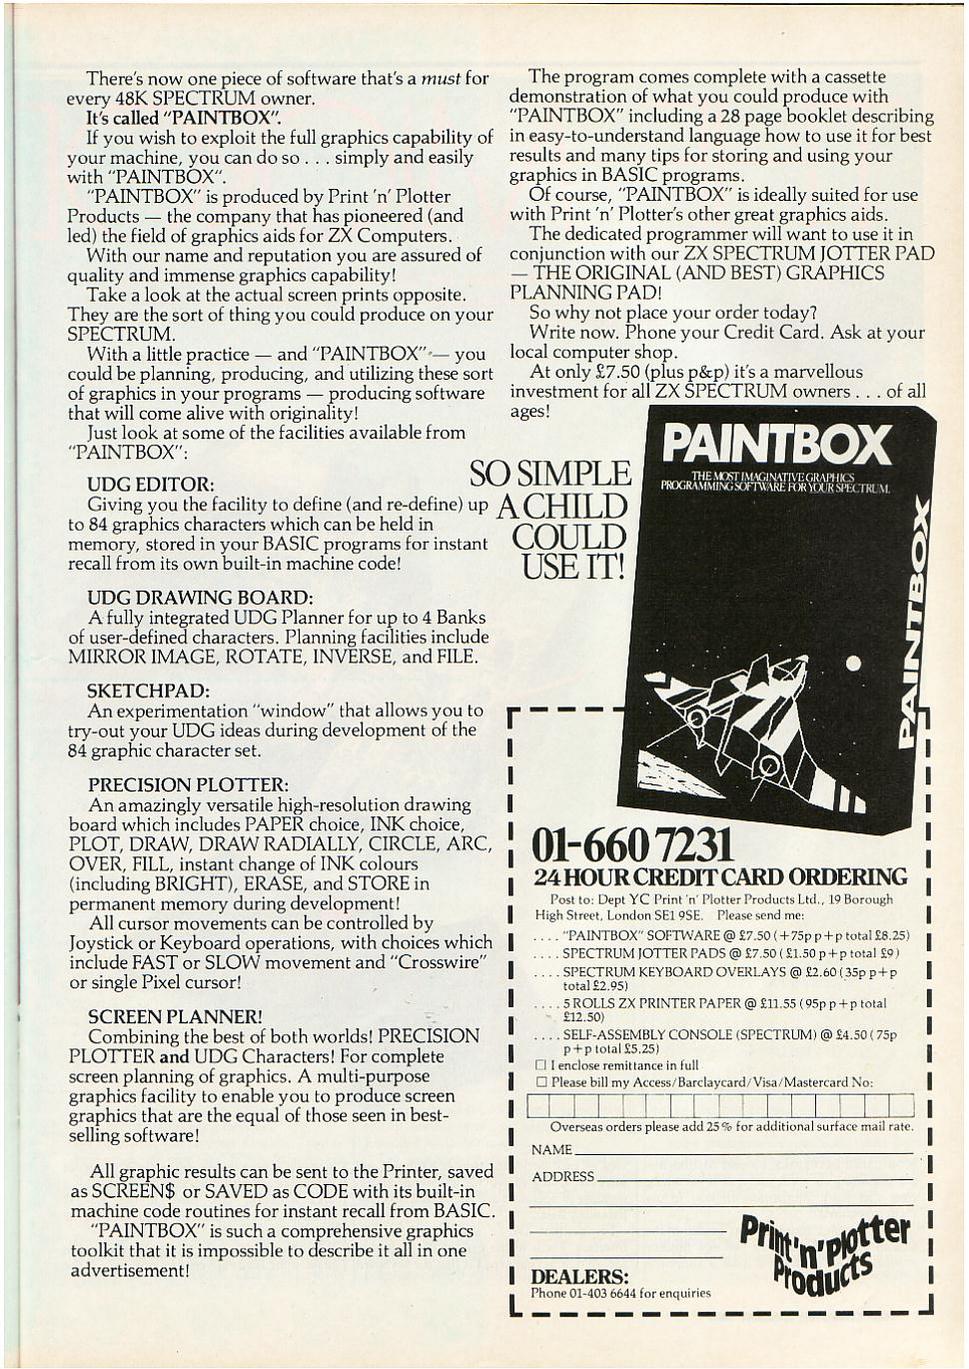 There's now one piece of software that's a must for
every 48K SPECTRUM owner.
It's called "PAINTBOX".
If you wish to exploit the full graphics capability of
your machine, you can do so . . . simply and easily
with "PAINTBOX".
"PAINTBOX" is produced by Print 'n' Plotter
Products — the company that has pioneered (and
led) the field of graphics aids for ZX Computers.
With our name and reputation you are assured of
quality and immense graphics capability!
Take a look at the actual screen prints opposite.
They are the sort of thing you could produce on your
SPECTRUM.
With a little practice — and "PAINTBOX" — you
could be planning, producing, and utilizing these sort
of graphics in your programs — producing software
that will come alive with originality!
Just look at some of the facilities available from
"PAINTBOX":
UDG EDITOR:
Giving you the facility to define (and re-define) up
to 84 graphics characters which can be held in
memory, stored in your BASIC programs for instant
recall from its own built-in machine code!
UDG DRAWING BOARD:
A fully integrated UDG Planner for up to 4 Banks
of user-defined characters. Planning facilities include
MIRROR IMAGE, ROTATE, INVERSE, and FILE.
SKETCHPAD:
An experimentation "window" that allows you to
try-out your UDG ideas during development of the
84 graphic character set.
PRECISION PLOTTER:
An amazingly versatile high-resolution drawing
board which includes PAPER choice, INK choice,
PLOT, DRAW, DRAW RADIALLY, CIRCLE, ARC,
OVER, FILL, instant change of INK colours
(including BRIGHT), ERASE, and STORE in
permanent memory during development!
All cursor movements can be controlled by
Joystick or Keyboard operations, with choices which
include FAST or SLOW movement and "Crosswire"
or single Pixel cursor!
SCREEN PLANNER!
Combining the best of both worlds! PRECISION
PLOTTER and UDG Characters! For complete
screen planning of graphics. A multi-purpose
graphics facility to enable you to produce screen
graphics that are the equal of those seen in best-
selling software!
All graphic results can be sent to the Printer, saved
as SCREEN$ or SAVED as CODE with its built-in
machine code routines for instant recall from BASIC.
"PAINTBOX" is such a comprehensive graphics
toolkit that it is impossible to describe it all in one
advertisement!
The program comes complete with a cassette
demonstration of what you could produce with
"PAINTBOX" including a 28 page booklet describing
in easy-to-understand language how to use it for best
results and many tips for storing and using your
graphics in BASIC programs.
Of course, "PAINTBOX" is ideally suited for use
with Print 'n' Plotter's other great graphics aids.
The dedicated programmer will want to use it in
conjunction with our ZX SPECTRUM JOTTER PAD
— THE ORIGINAL (AND BEST) GRAPHICS
PLANNING PAD!
So why not place your order today?
Write now. Phone your Credit Card. Ask at your
local computer shop.
At only £7.50 (plus p&p) it's a marvellous
investment for all ZX SPECTRUM owners . . . of all
ages!
SO SIMPLE
A CHILD
COULD
USE IT!
PAINTBOX
THE MOST IMAGINATIVE GRAPHICS
PROGRAMMING SOFTWARE FOR YOUR SPECTRUM.
PAINTBOX
01-660 7231
24 HOUR CREDIT CARD ORDERING
Post to: Dept YC Print 'n' Plotter Products Ltd., 19 Borough
High Street, London SE1 9SE. Please send me:
. . . . "PAINTBOX" SOFTWARE @ £7.50 (+75p p+p total £8.25)
. . . . SPECTRUM JOTTER PADS @ £7.50 (£1.50 p+p total £9)
. . . . SPECTRUM KEYBOARD OVERLAYS @ £2.60 (35p p+p
total £2.95)
. . . . 5 ROLLS ZX PRINTER PAPER @ £11.55 (95p p+p total
£12.50)
. . . . SELF-ASSEMBLY CONSOLE (SPECTRUM) @ £4.50 (75p
p+p total £5.25)
☐ I enclose remittance in full
☐ Please bill my Access/Barclaycard/Visa/Mastercard No:
Overseas orders please add 25% for additional surface mail rate.
NAME
ADDRESS
Print 'n' Plotter
Products
DEALERS:
Phone 01-403 6644 for enquiries